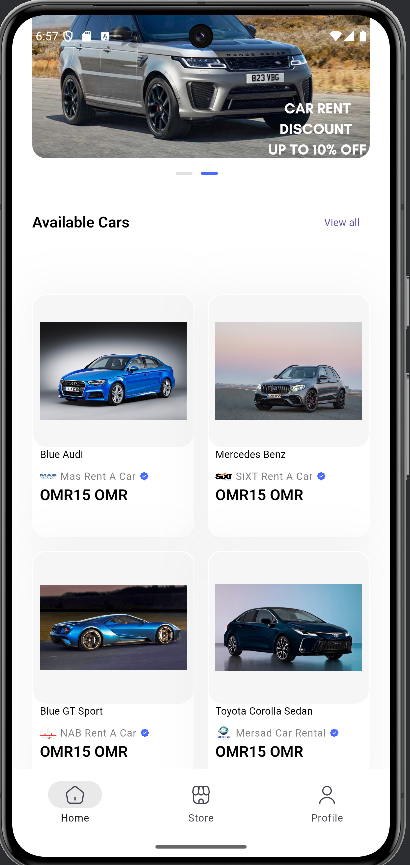 6:57
B23 VBG
CAR RENT
DISCOUNT
UP TO 10% OFF
Available Cars
View all
Blue Audi
Mas Rent A Car
OMR15 OMR
Mercedes Benz
SIXT
SIXT Rent A Car
OMR15 OMR
Blue GT Sport
NAB Rent A Car
OMR15 OMR
Toyota Corolla Sedan
Mersad Car Rental
OMR15 OMR
Home
Store
Profile